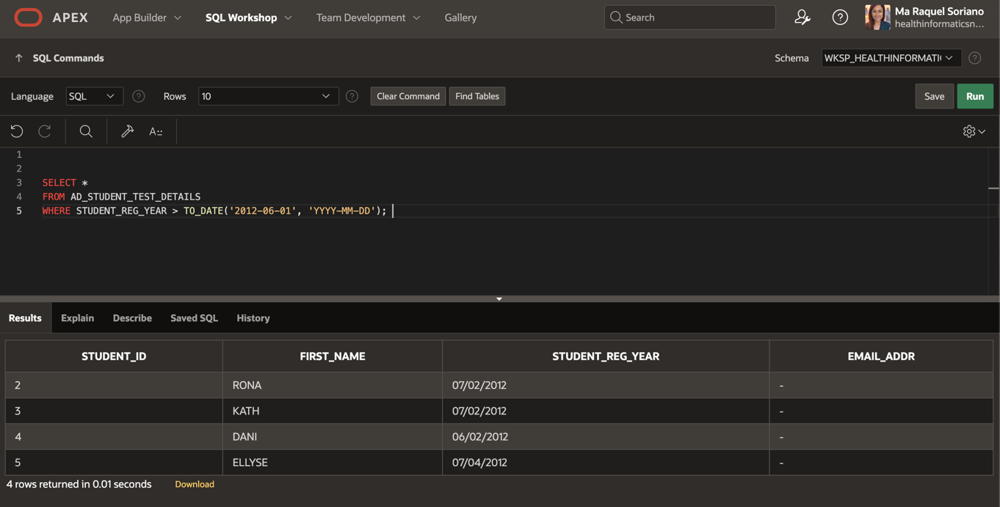 APEX App Builder SQL Workshop Team Development Gallery Search Ma Raquel Soriano
healthinformaticsn...
SQL Commands Schema WKSP_HEALTHINFORMATI
Language SQL Rows 10 Clear Command Find Tables Save Run
A
1
2
3 SELECT *
4 FROM AD_STUDENT_TEST_DETAILS
5 WHERE STUDENT_REG_YEAR > TO_DATE('2012-06-01', 'YYYY-MM-DD');
Results Explain Describe Saved SQL History
STUDENT_ID FIRST_NAME STUDENT_REG_YEAR EMAIL_ADDR
2 RONA 07/02/2012 -
3 KATH 07/02/2012 -
4 DANI 06/02/2012 -
5 ELLYSE 07/04/2012 -
4 rows returned in 0.01 seconds Download